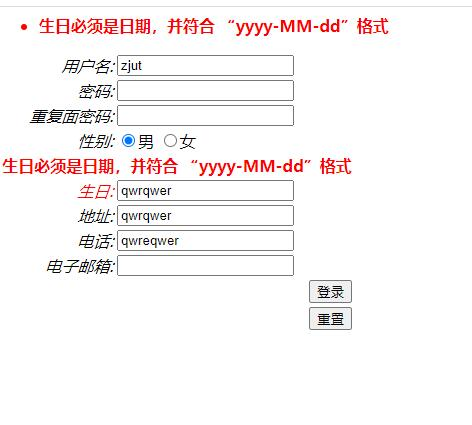 生日必须是日期，并符合 “yyyy-MM-dd”格式
用户名: zjut
密码:
重复面密码:
性别: 男 女
生日必须是日期，并符合 “yyyy-MM-dd”格式
生日: qwrqwer
地址: qwrqwer
电话: qwreqwer
电子邮箱:
登录
重置